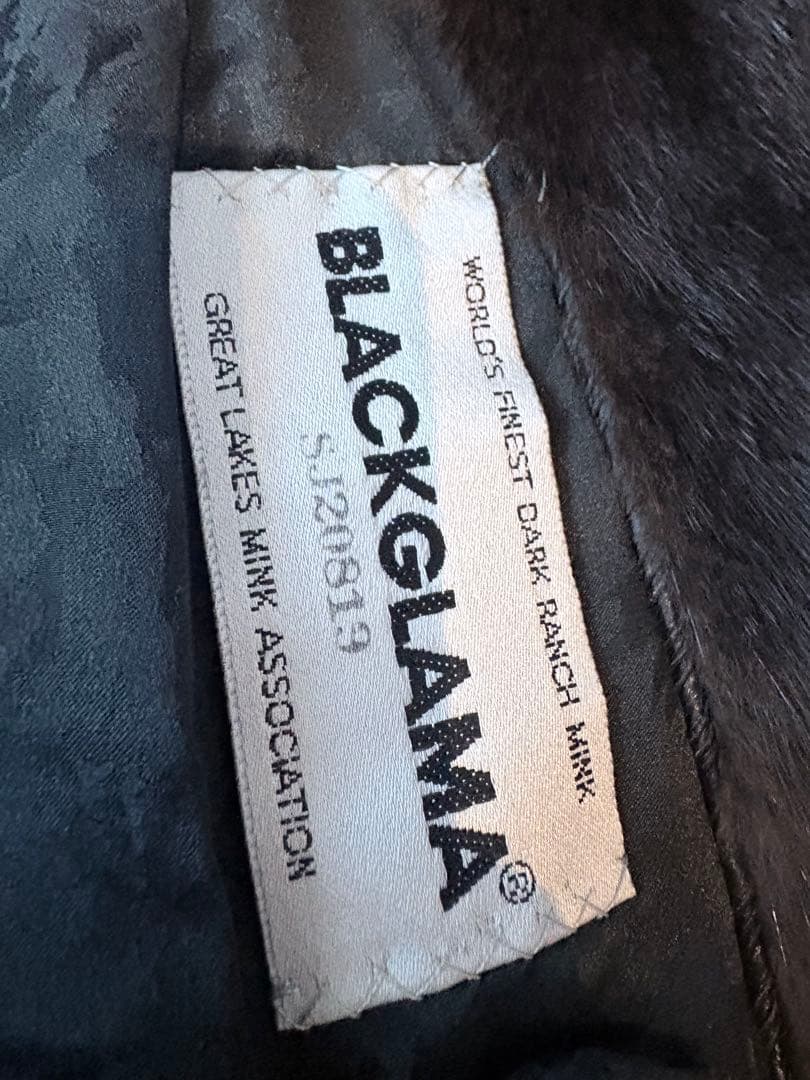 WORLD'S FINEST DARK RANCH MINK
BLACKGLAMA®
SJ20819
GREAT LAKES MINK ASSOCIATION